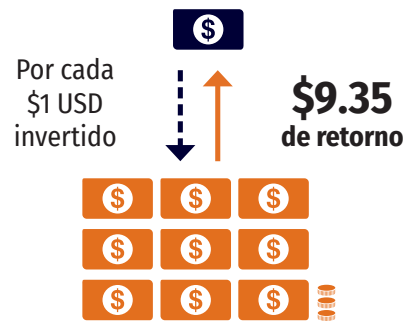 $
Por cada
$1 USD
invertido
$9.35
de retorno
$ $ $
$ $ $
$ $ $